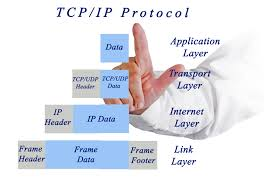 TCP/IP Protocol
Data
Application
Layer
TCP/UDP
Header
TCP/UDP
Data
Transport
Layer
IP
Header
IP Data
Internet
Layer
Frame
Header
Frame
Data
Frame
Footer
Link
Layer